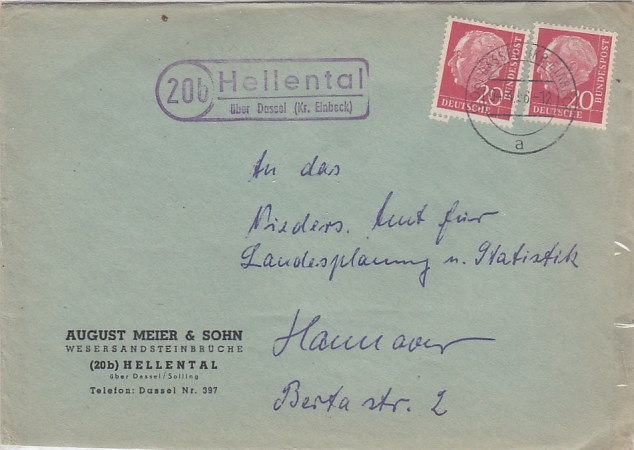 20b Hellental
über Dassel (Kr. Einbeck)
20
DEUTSCHE
BUNDESPOST
20
DEUTSCHE
BUNDESPOST
a
An das
Nieders. Amt für
Landesplanung u. Statistik
Hannover
Bertastr. 2
AUGUST MEIER & SOHN
WESERSANDSTEINBRÜCHE
(20b) HELLENTAL
über Dassel/Solling
Telefon: Dassel Nr. 397